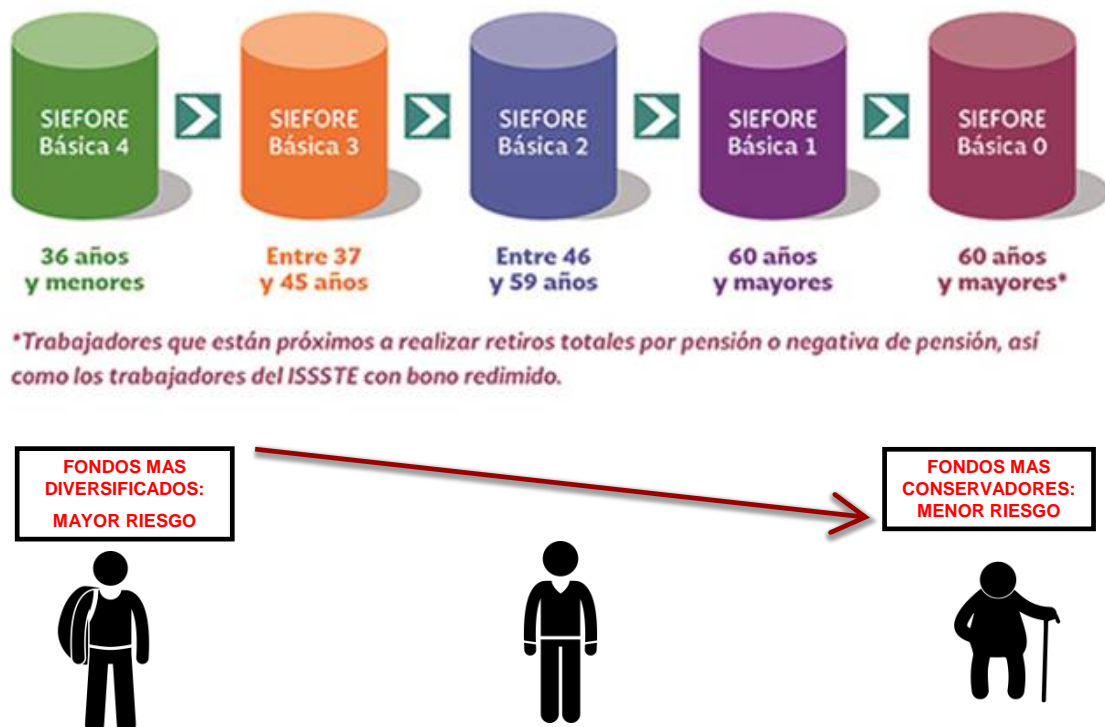 SIEFORE
Básica 4
SIEFORE
Básica 3
SIEFORE
Básica 2
SIEFORE
Básica 1
SIEFORE
Básica 0
36 años
y menores
Entre 37
y 45 años
Entre 46
y 59 años
60 años
y mayores
60 años
y mayores*
*Trabajadores que están próximos a realizar retiros totales por pensión o negativa de pensión, así
como los trabajadores del ISSSTE con bono redimido.
FONDOS MAS
DIVERSIFICADOS:
MAYOR RIESGO
FONDOS MAS
CONSERVADORES:
MENOR RIESGO